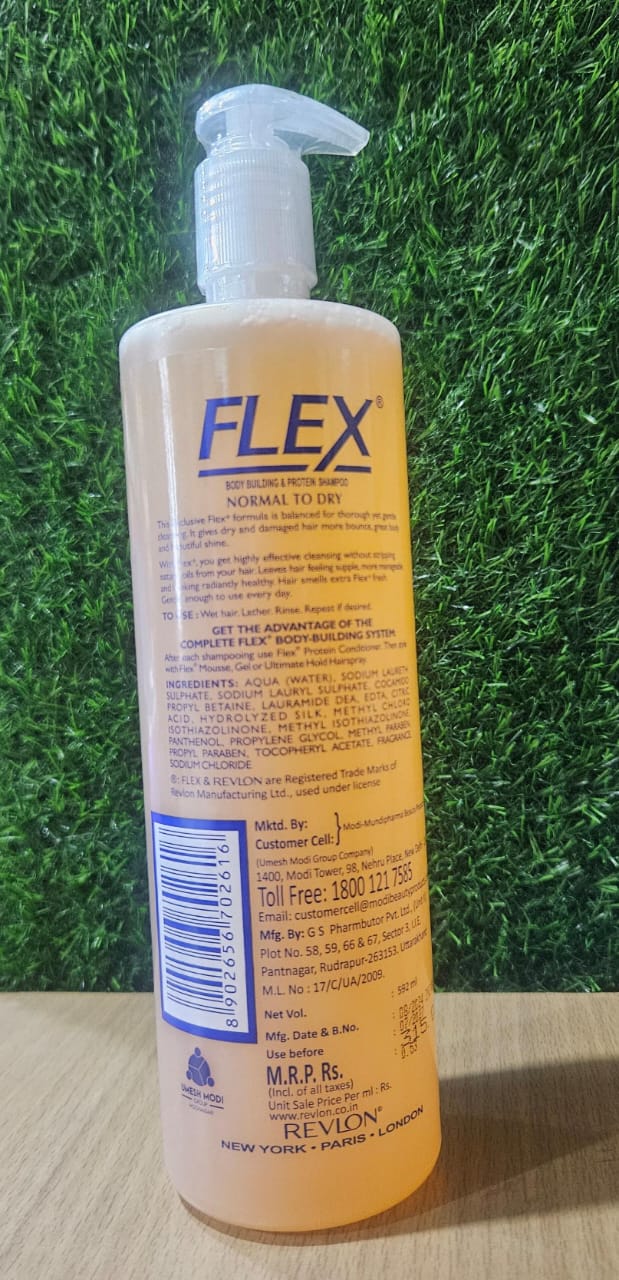 FLEX®
BODY BUILDING & PROTEIN SHAMPOO
NORMAL TO DRY
This exclusive Flex® formula is balanced for thorough yet gentle
cleansing. It gives dry and damaged hair more bounce, great body
and beautiful shine.
With Flex®, you get highly effective cleansing without stripping
natural oils from your hair. Leaves hair feeling supple, more manageable
and looking radiantly healthy. Hair smells extra Flex® fresh.
Gentle enough to use every day.
TO USE : Wet hair. Lather. Rinse. Repeat if desired.
GET THE ADVANTAGE OF THE
COMPLETE FLEX® BODY-BUILDING SYSTEM
After each shampooing use Flex® Protein Conditioner. Then style
with Flex® Mousse, Gel or Ultimate Hold Hairspray.
INGREDIENTS: AQUA (WATER), SODIUM LAURETH
SULPHATE, SODIUM LAURYL SULPHATE, COCAMIDO
PROPYL BETAINE, LAURAMIDE DEA, EDTA, CITRIC
ACID, HYDROLYZED SILK, METHYL CHLORO
ISOTHIAZOLINONE, METHYL ISOTHIAZOLINONE,
PANTHENOL, PROPYLENE GLYCOL, METHYL PARABEN,
PROPYL PARABEN, TOCOPHERYL ACETATE, FRAGRANCE,
SODIUM CHLORIDE.
®: FLEX & REVLON are Registered Trade Marks of
Revlon Manufacturing Ltd., used under license
Mktd. By:
Customer Cell:
} Modi-Mundipharma Beauty
(Umesh Modi Group Company)
1400, Modi Tower, 98, Nehru Place, New Delhi
Toll Free: 1800 121 7585
Email: customercell@modibeauty
Mfg. By: G S Pharmbutor Pvt. Ltd.,
Plot No. 58, 59, 66 & 67, Sector 3, I.I.E.
Pantnagar, Rudrapur-263153, Uttarakhand
M.L. No : 17/C/UA/2009.
Net Vol. : 592 ml
Mfg. Date & B.No. :
Use before :
M.R.P. Rs. :
(Incl. of all taxes)
Unit Sale Price Per ml : Rs. :
www.revlon.co.in
REVLON®
NEW YORK • PARIS • LONDON
8 902656 702616
UMESH MODI
GROUP
MODINAGAR